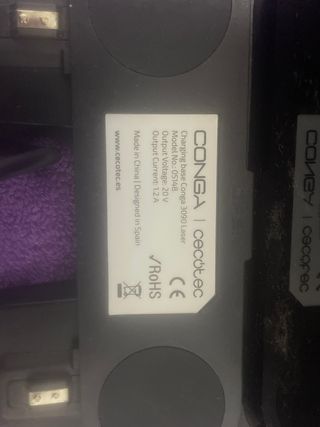 CONGA | cecotec
Charging base Conga 3090 Laser
Model No.: 05148
Output Voltage: 20 V
Output Current: 1.2 A
Made in China | Designed in Spain
www.cecotec.es
CE
√RoHS
CONGA | cecotec